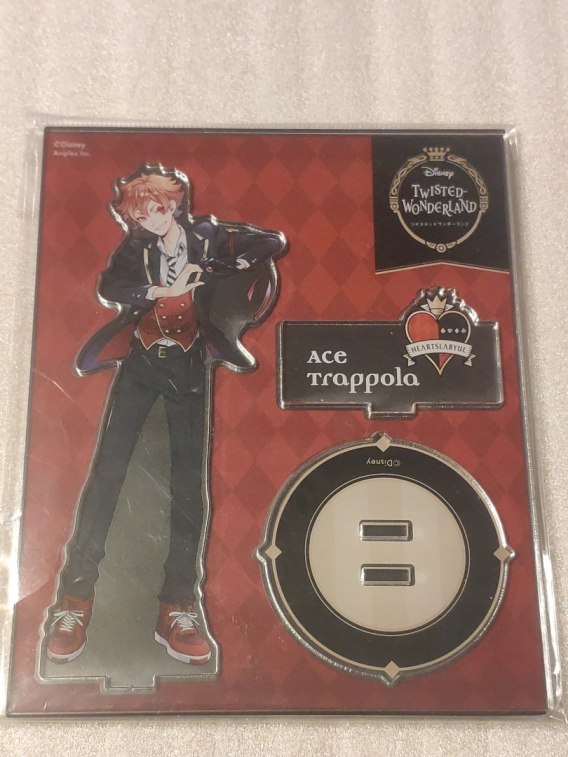 ©Disney
Aniplex Inc.
Disney
TWISTED-
WONDERLAND
ツイステッドワンダーランド
HEARTSLABYUL
Ace
Trappola
©Disney